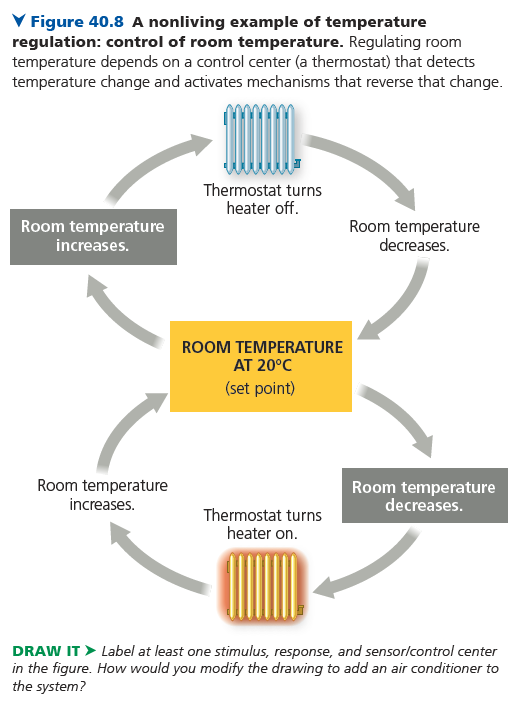 Figure 40.8 A nonliving example of temperature
regulation: control of room temperature. Regulating room
temperature depends on a control center (a thermostat) that detects
temperature change and activates mechanisms that reverse that change.
Thermostat turns
heater off.
Room temperature
increases.
Room temperature
decreases.
ROOM TEMPERATURE
AT 20°C
(set point)
Room temperature
increases.
Room temperature
decreases.
Thermostat turns
heater on.
DRAW IT ➤ Label at least one stimulus, response, and sensor/control center
in the figure. How would you modify the drawing to add an air conditioner to
the system?